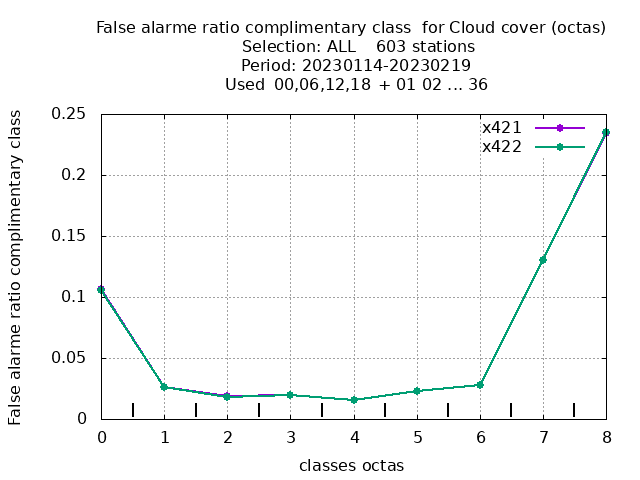 False alarme ratio complimentary class  for Cloud cover (octas)
Selection: ALL    603 stations
Period: 20230114-20230219
Used  00,06,12,18 + 01 02 ... 36
x421
x422
False alarme ratio complimentary class
0.25
0.2
0.15
0.1
0.05
0
0 1 2 3 4 5 6 7 8
classes octas